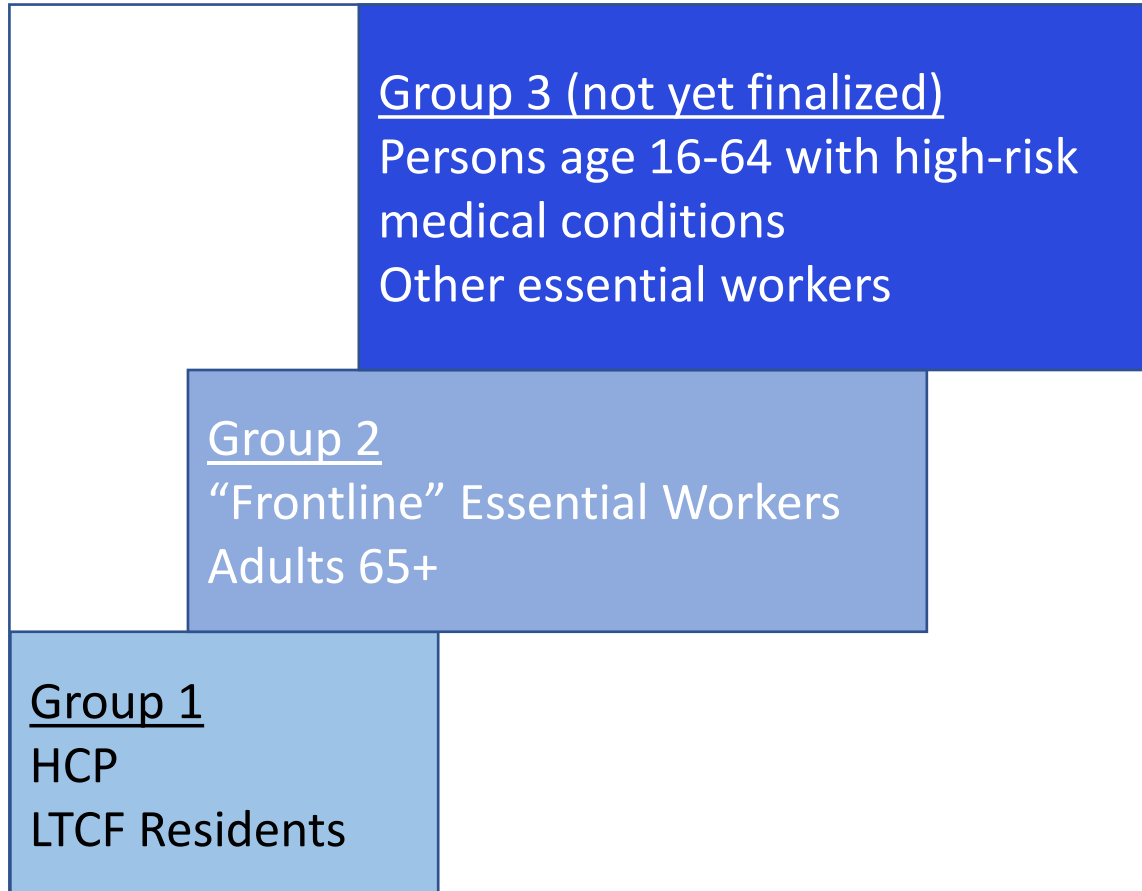 Group 3 (not yet finalized)
Persons age 16-64 with high-risk
medical conditions
Other essential workers
Group 2
“Frontline” Essential Workers
Adults 65+
Group 1
HCP
LTCF Residents